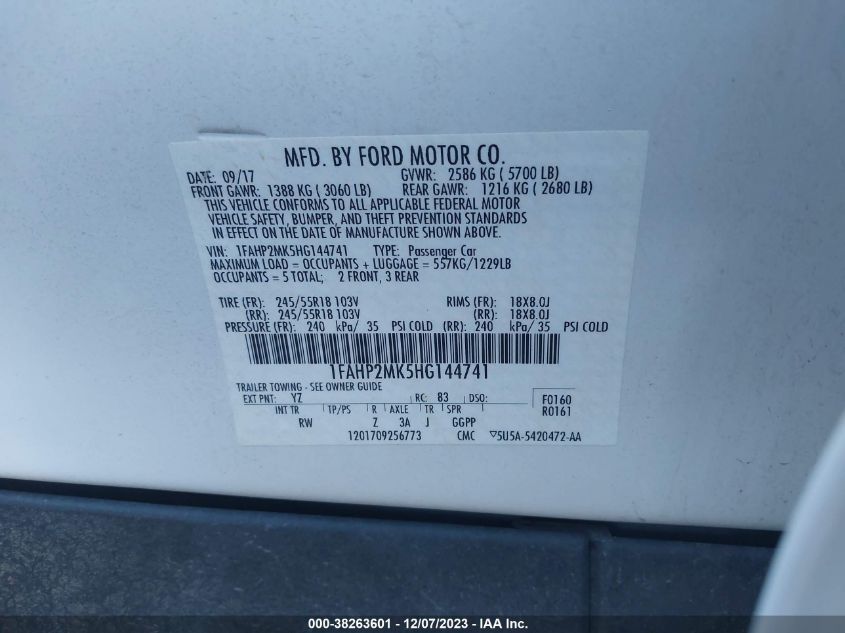 MFD. BY FORD MOTOR CO.
DATE: 09/17 GVWR: 2586 KG ( 5700 LB)
FRONT GAWR: 1388 KG ( 3060 LB) REAR GAWR: 1216 KG ( 2680 LB)
THIS VEHICLE CONFORMS TO ALL APPLICABLE FEDERAL MOTOR
VEHICLE SAFETY, BUMPER, AND THEFT PREVENTION STANDARDS
IN EFFECT ON THE DATE OF MANUFACTURE SHOWN ABOVE.
VIN: 1FAHP2MK5HG144741 TYPE: Passenger Car
MAXIMUM LOAD = OCCUPANTS + LUGGAGE = 557KG/1229LB
OCCUPANTS = 5 TOTAL; 2 FRONT, 3 REAR
TIRE (FR): 245/55R18 103V RIMS (FR): 18X8.0J
(RR): 245/55R18 103V (RR): 18X8.0J
PRESSURE (FR): 240 kPa/ 35 PSI COLD (RR): 240 kPa/ 35 PSI COLD
1FAHP2MK5HG144741
TRAILER TOWING - SEE OWNER GUIDE
EXT PNT: YZ RC: 83 DSO: F0160
INT TR TP/PS R AXLE TR SPR R0161
RW Z 3A J GGPP
1201709256773 CMC ▽5U5A-5420472-AA
000-38263601 - 12/07/2023 - IAA Inc.